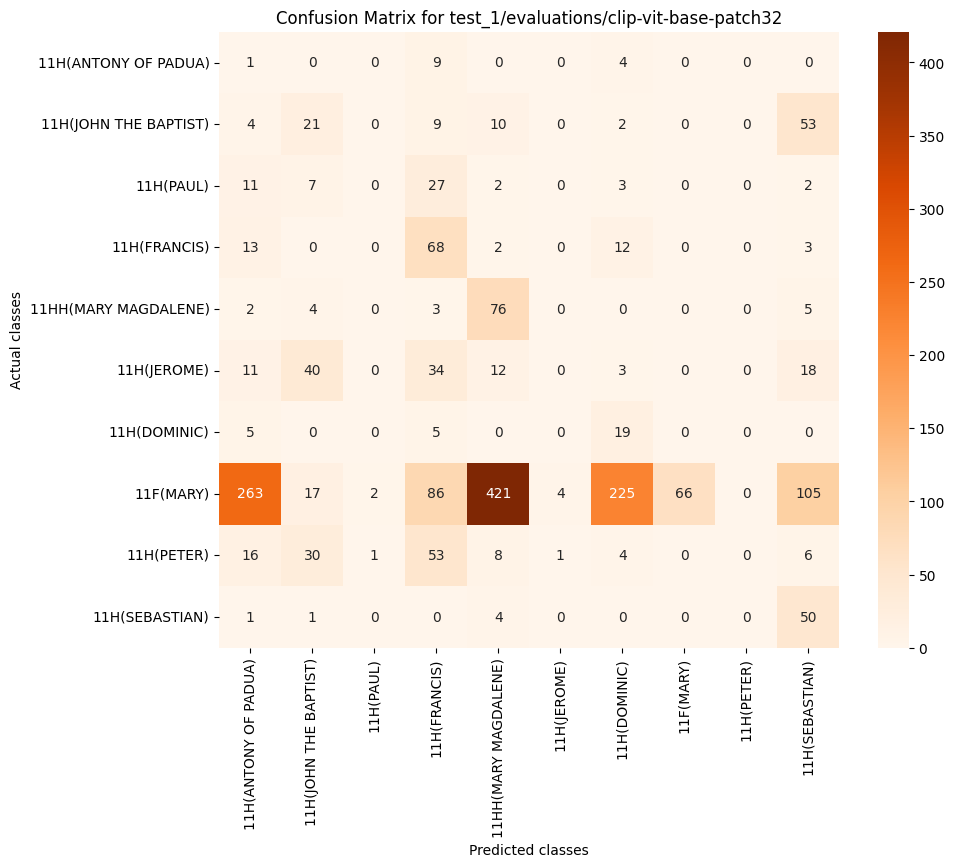 Confusion Matrix for test_1/evaluations/clip-vit-base-patch32
Actual classes
11H(ANTONY OF PADUA) 1 0 0 9 0 0 4 0 0 0
11H(JOHN THE BAPTIST) 4 21 0 9 10 0 2 0 0 53
11H(PAUL) 11 7 0 27 2 0 3 0 0 2
11H(FRANCIS) 13 0 0 68 2 0 12 0 0 3
11HH(MARY MAGDALENE) 2 4 0 3 76 0 0 0 0 5
11H(JEROME) 11 40 0 34 12 0 3 0 0 18
11H(DOMINIC) 5 0 0 5 0 0 19 0 0 0
11F(MARY) 263 17 2 86 421 4 225 66 0 105
11H(PETER) 16 30 1 53 8 1 4 0 0 6
11H(SEBASTIAN) 1 1 0 0 4 0 0 0 0 50
11H(ANTONY OF PADUA)
11H(JOHN THE BAPTIST)
11H(PAUL)
11H(FRANCIS)
11HH(MARY MAGDALENE)
11H(JEROME)
11H(DOMINIC)
11F(MARY)
11H(PETER)
11H(SEBASTIAN)
Predicted classes
400
350
300
250
200
150
100
50
0